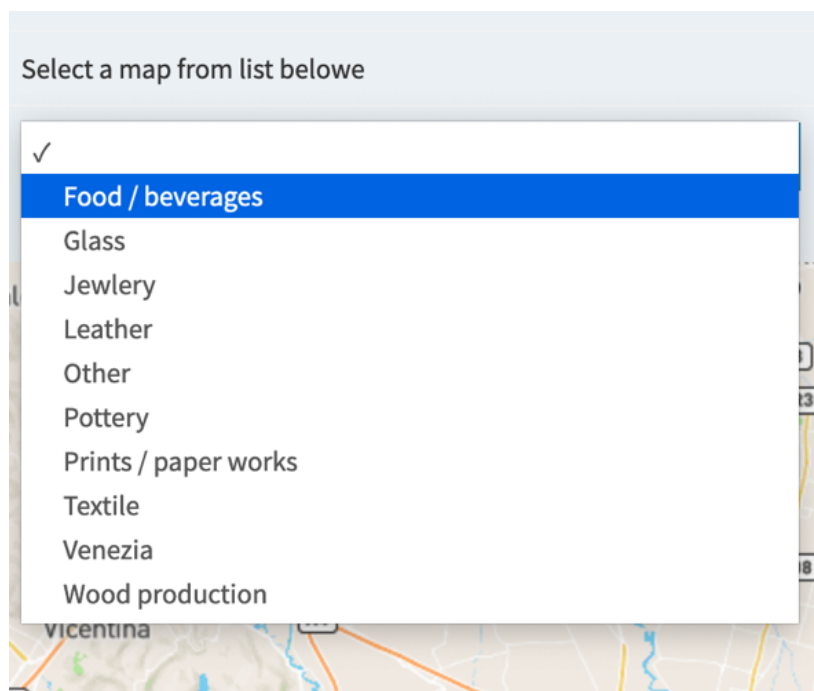 Select a map from list belowe
✓
Food / beverages
Glass
Jewlery
Leather
Other
Pottery
Prints / paper works
Textile
Venezia
Wood production
Vicentina